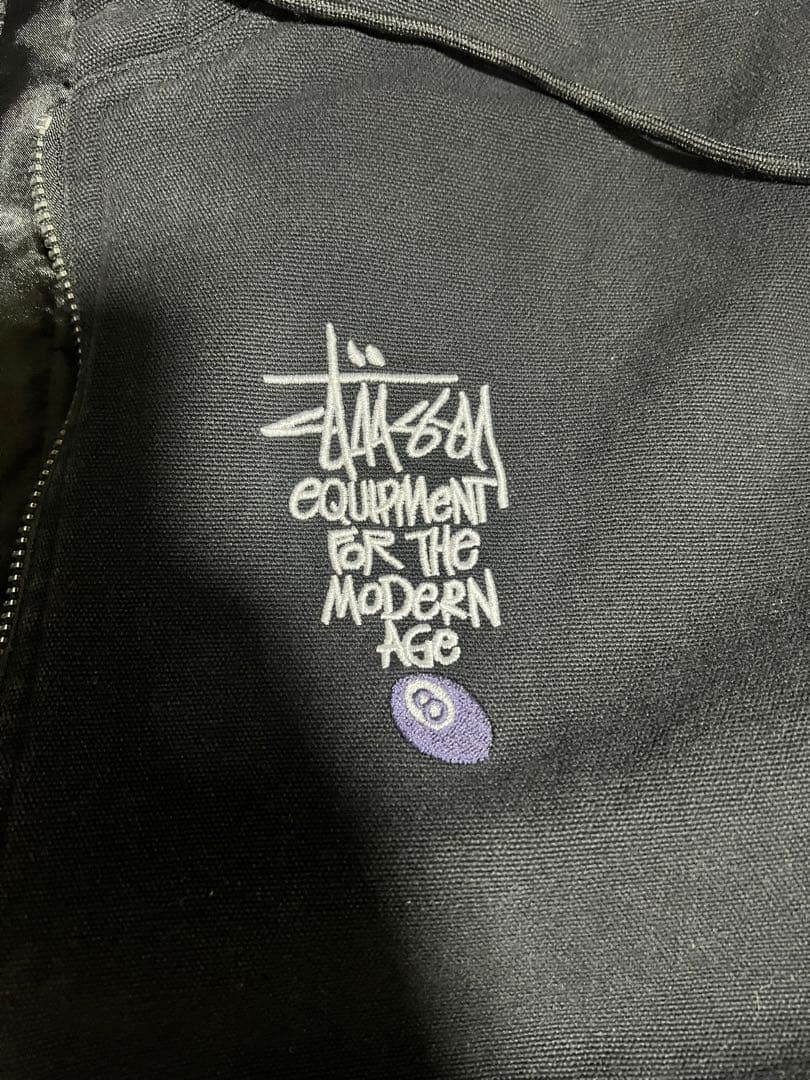 Stüssy
EQUIPMENT
FOR THE
MODERN
AGE
8